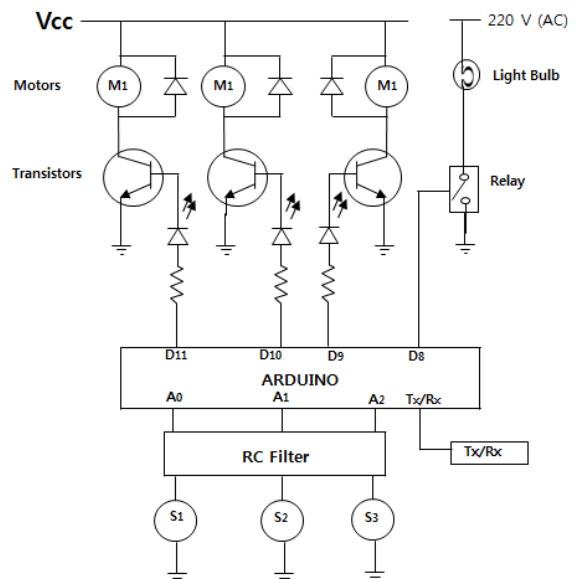 Vcc
220 V (AC)
Motors
M1
M1
M1
Light Bulb
Transistors
Relay
D11
D10
D9
D8
ARDUINO
A0
A1
A2
Tx/Rx
RC Filter
Tx/Rx
S1
S2
S3